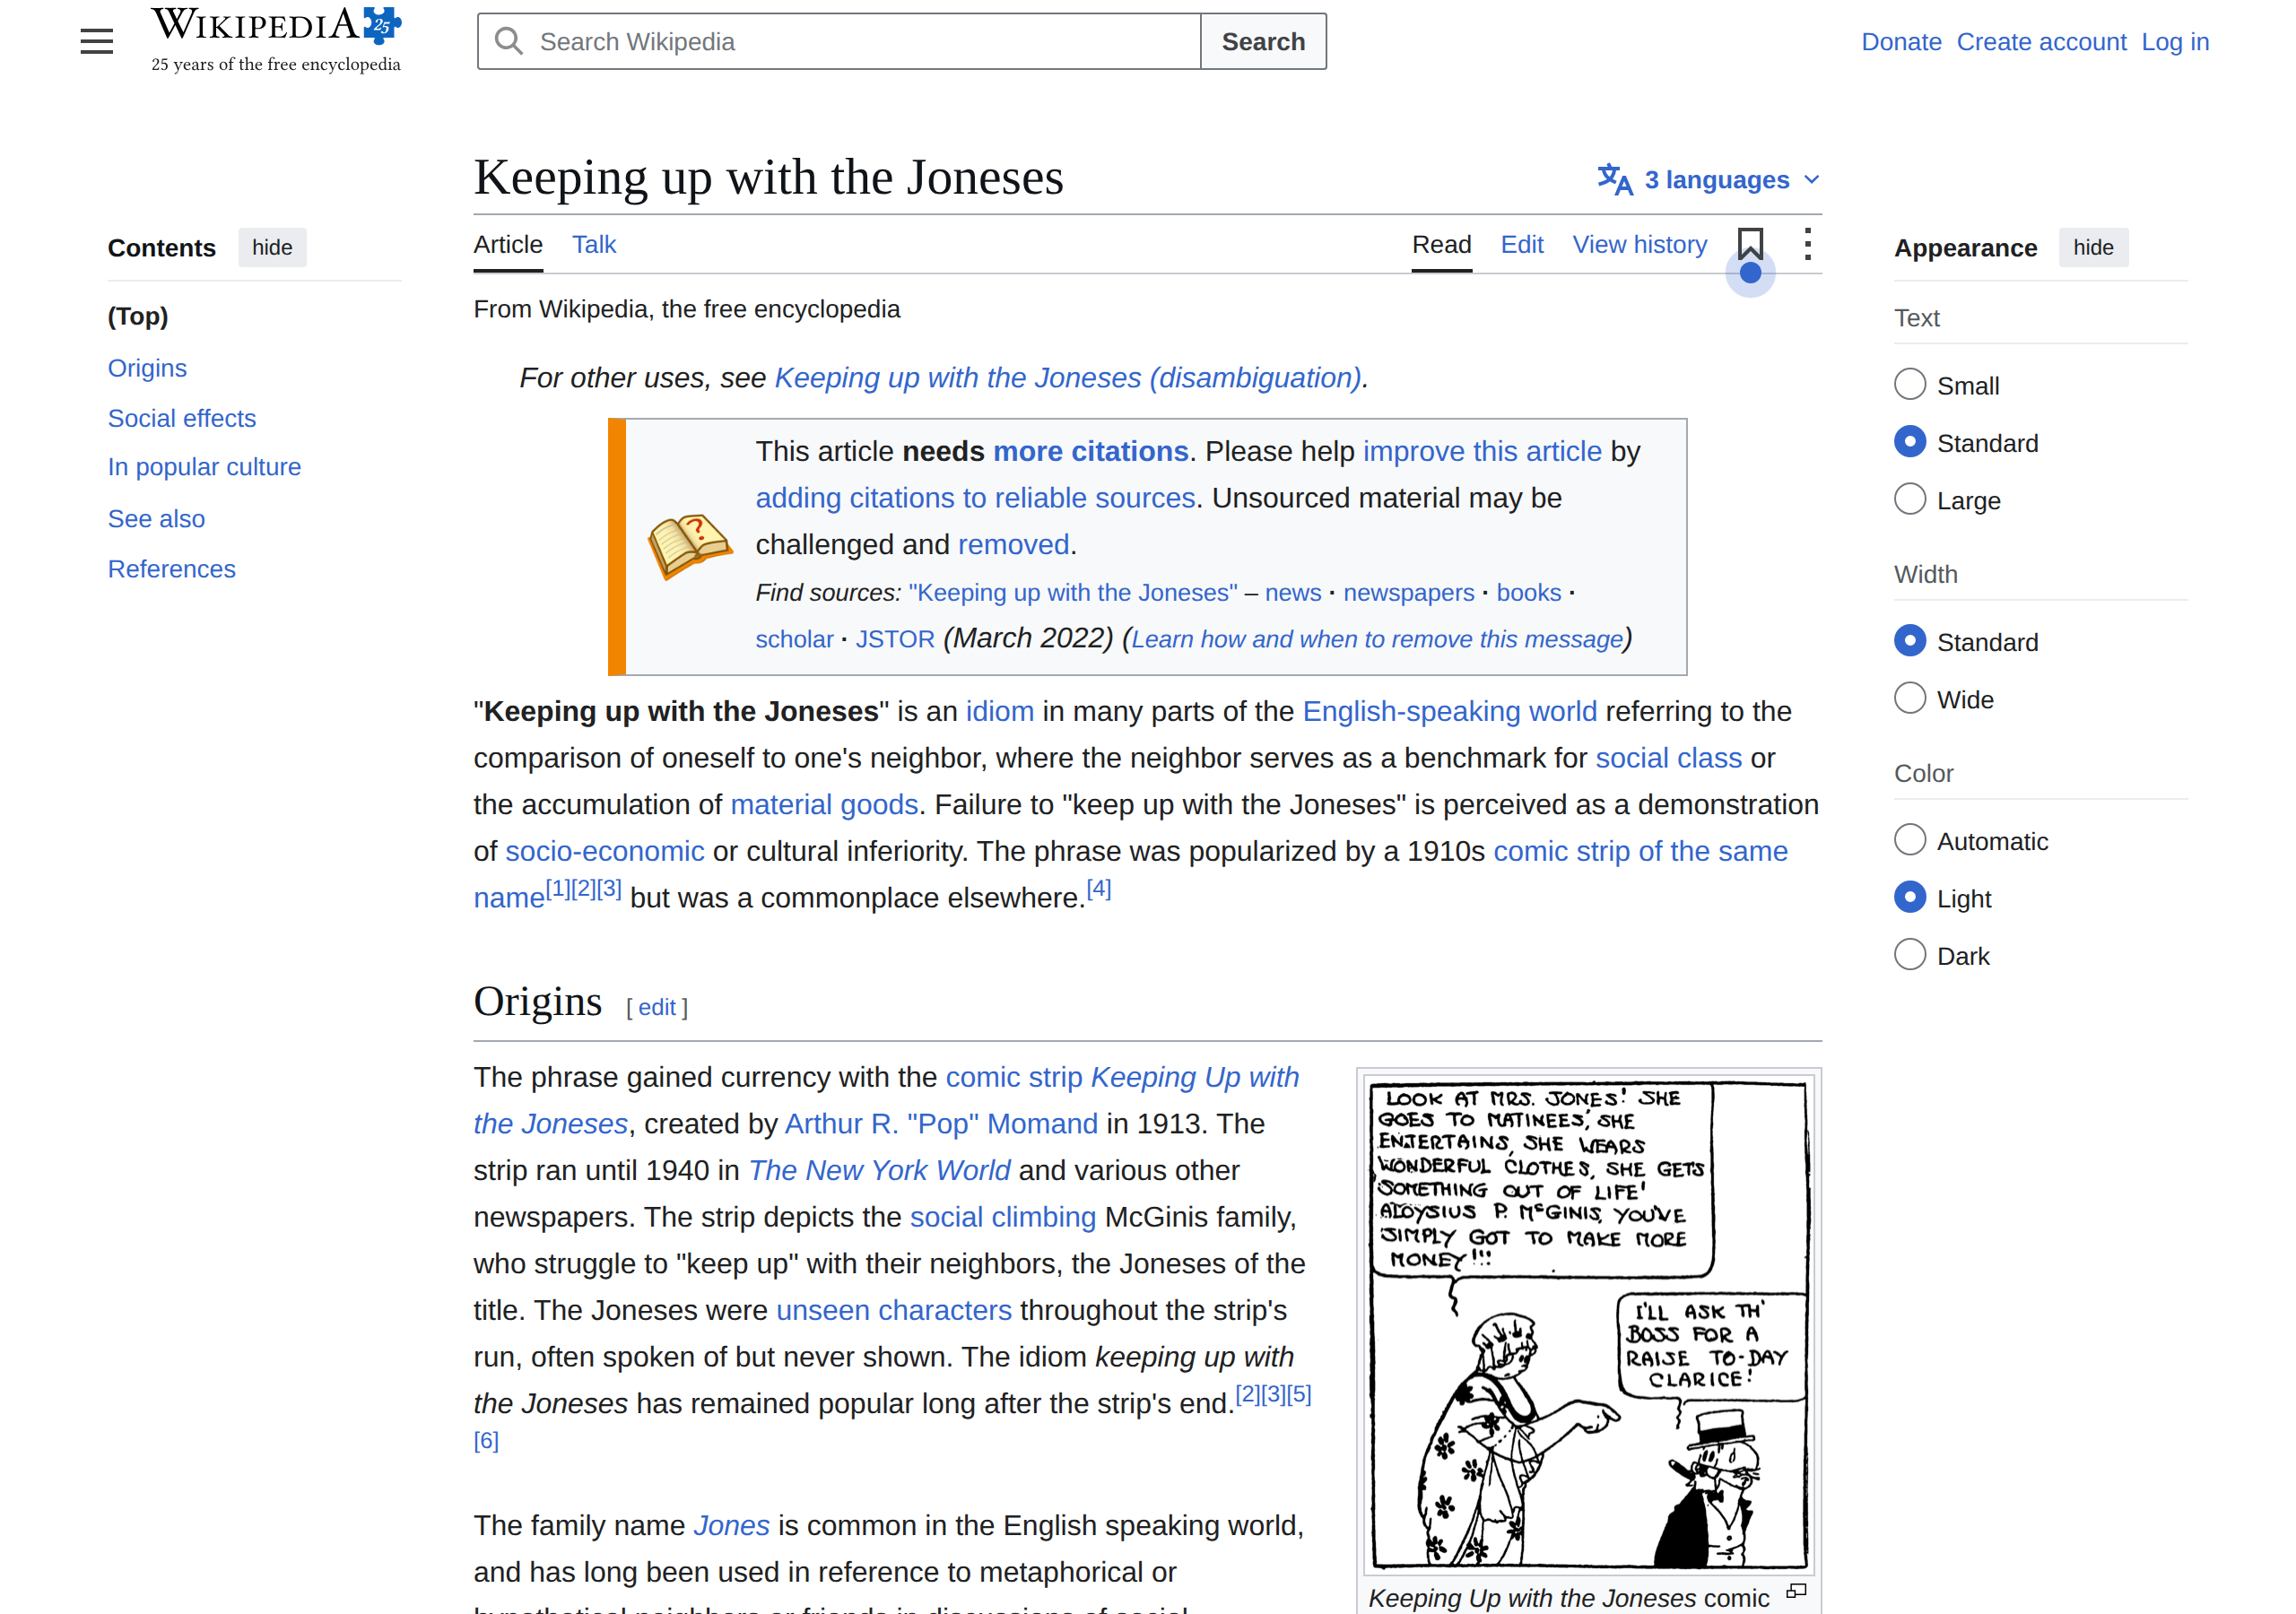 WIKIPEDIA 25
25 years of the free encyclopedia
Search Wikipedia
Search
Donate Create account Log in
Keeping up with the Joneses
3 languages
Article Talk
Read Edit View history
Contents hide
(Top)
Origins
Social effects
In popular culture
See also
References
Appearance hide
Text
Small
Standard
Large
Width
Standard
Wide
Color
Automatic
Light
Dark
From Wikipedia, the free encyclopedia
For other uses, see Keeping up with the Joneses (disambiguation).
This article needs more citations. Please help improve this article by
adding citations to reliable sources. Unsourced material may be
challenged and removed.
Find sources: "Keeping up with the Joneses" – news · newspapers · books ·
scholar · JSTOR (March 2022) (Learn how and when to remove this message)
"Keeping up with the Joneses" is an idiom in many parts of the English-speaking world referring to the
comparison of oneself to one's neighbor, where the neighbor serves as a benchmark for social class or
the accumulation of material goods. Failure to "keep up with the Joneses" is perceived as a demonstration
of socio-economic or cultural inferiority. The phrase was popularized by a 1910s comic strip of the same
name[1][2][3] but was a commonplace elsewhere.[4]
Origins [ edit ]
The phrase gained currency with the comic strip Keeping Up with
the Joneses, created by Arthur R. "Pop" Momand in 1913. The
strip ran until 1940 in The New York World and various other
newspapers. The strip depicts the social climbing McGinis family,
who struggle to "keep up" with their neighbors, the Joneses of the
title. The Joneses were unseen characters throughout the strip's
run, often spoken of but never shown. The idiom keeping up with
the Joneses has remained popular long after the strip's end.[2][3][5]
[6]
The family name Jones is common in the English speaking world,
and has long been used in reference to metaphorical or
hypothetical neighbors or friends in discussions of social
LOOK AT MRS. JONES! SHE
GOES TO MATINEES, SHE
ENTERTAINS, SHE WEARS
WONDERFUL CLOTHES, SHE GETS
SOMETHING OUT OF LIFE!
ALOYSIUS P. McGINIS, YOU'VE
SIMPLY GOT TO MAKE MORE
MONEY!!!
I'LL ASK TH'
BOSS FOR A
RAISE TO-DAY
CLARICE!
Keeping Up with the Joneses comic